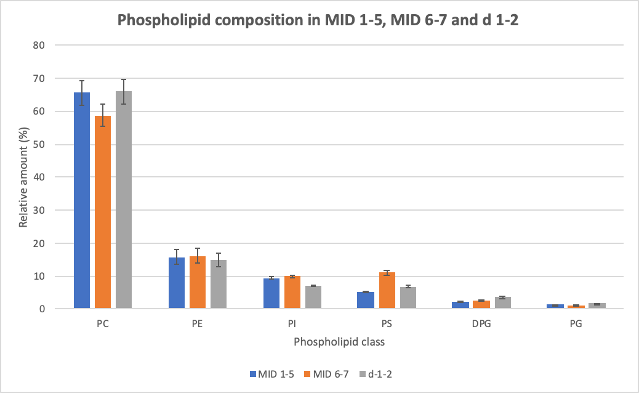 Phospholipid composition in MID 1-5, MID 6-7 and d 1-2
80
70
60
50
40
30
20
10
0
Relative amount (%)
PC PE PI PS DPG PG
Phospholipid class
MID 1-5 MID 6-7 d-1-2